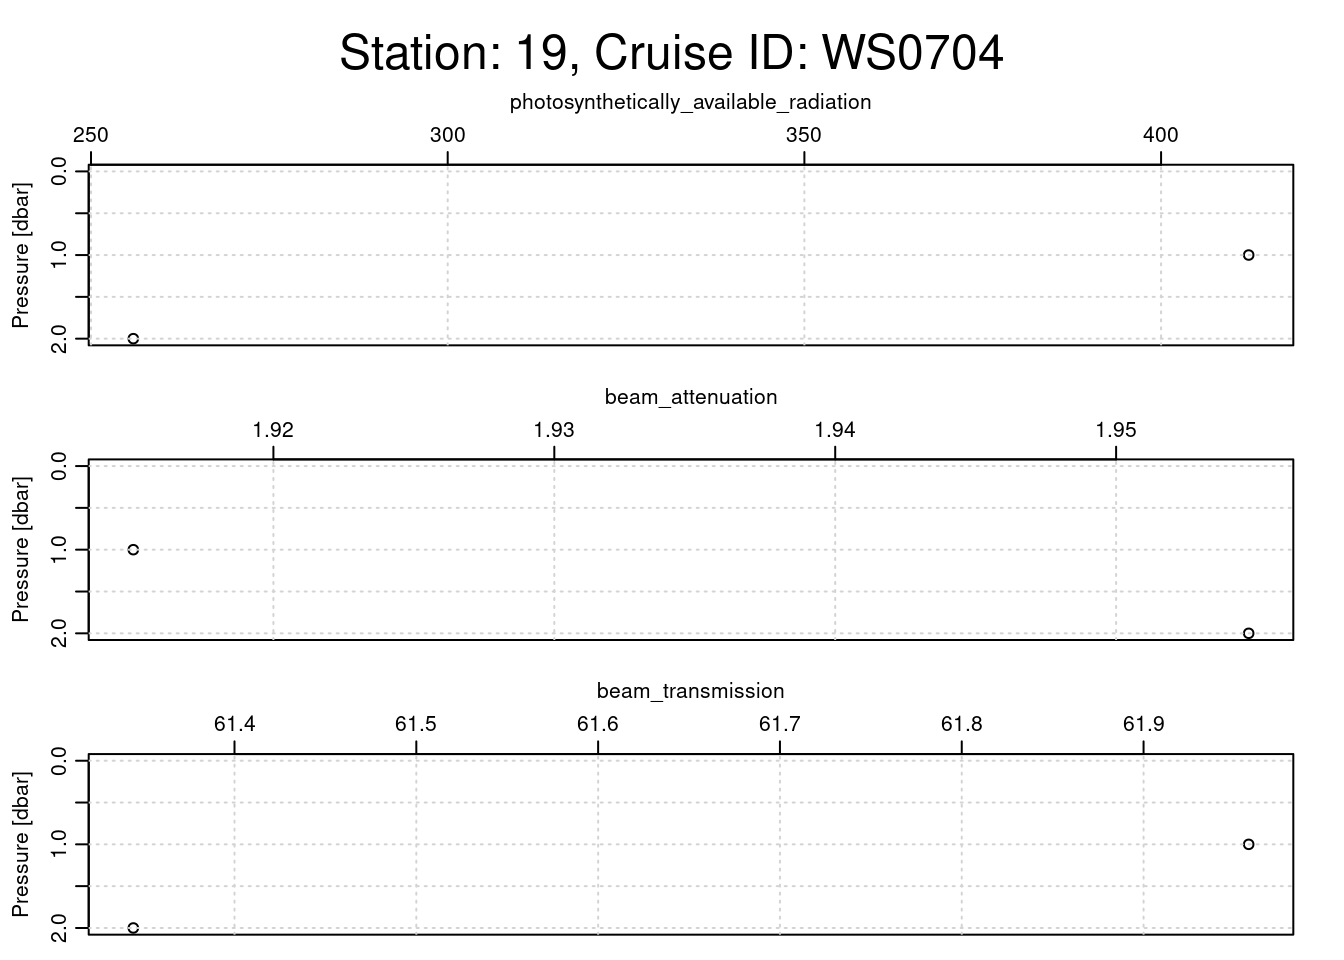 Station: 19, Cruise ID: WS0704
photosynthetically_available_radiation
250 300 350 400
Pressure [dbar]
0.0
1.0
2.0
beam_attenuation
1.92 1.93 1.94 1.95
Pressure [dbar]
0.0
1.0
2.0
beam_transmission
61.4 61.5 61.6 61.7 61.8 61.9
Pressure [dbar]
0.0
1.0
2.0